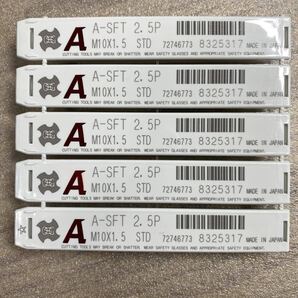 A A-SFT 2.5P
M10X1.5 STD 72746773 8325317 MADE IN JAPAN
CUTTING TOOLS MAY BREAK OR SHATTER. WEAR SAFETY GLASSES AND APPROPRIATE SAFETY EQUIPMENT.
A A-SFT 2.5P
M10X1.5 STD 72746773 8325317 MADE IN JAPAN
CUTTING TOOLS MAY BREAK OR SHATTER. WEAR SAFETY GLASSES AND APPROPRIATE SAFETY EQUIPMENT.
A A-SFT 2.5P
M10X1.5 STD 72746773 8325317 MADE IN JAPAN
CUTTING TOOLS MAY BREAK OR SHATTER. WEAR SAFETY GLASSES AND APPROPRIATE SAFETY EQUIPMENT.
A A-SFT 2.5P
M10X1.5 STD 72746773 8325317 MADE IN JAPAN
CUTTING TOOLS MAY BREAK OR SHATTER. WEAR SAFETY GLASSES AND APPROPRIATE SAFETY EQUIPMENT.
A A-SFT 2.5P
M10X1.5 STD 72746773 8325317 MADE IN JAPAN
CUTTING TOOLS MAY BREAK OR SHATTER. WEAR SAFETY GLASSES AND APPROPRIATE SAFETY EQUIPMENT.